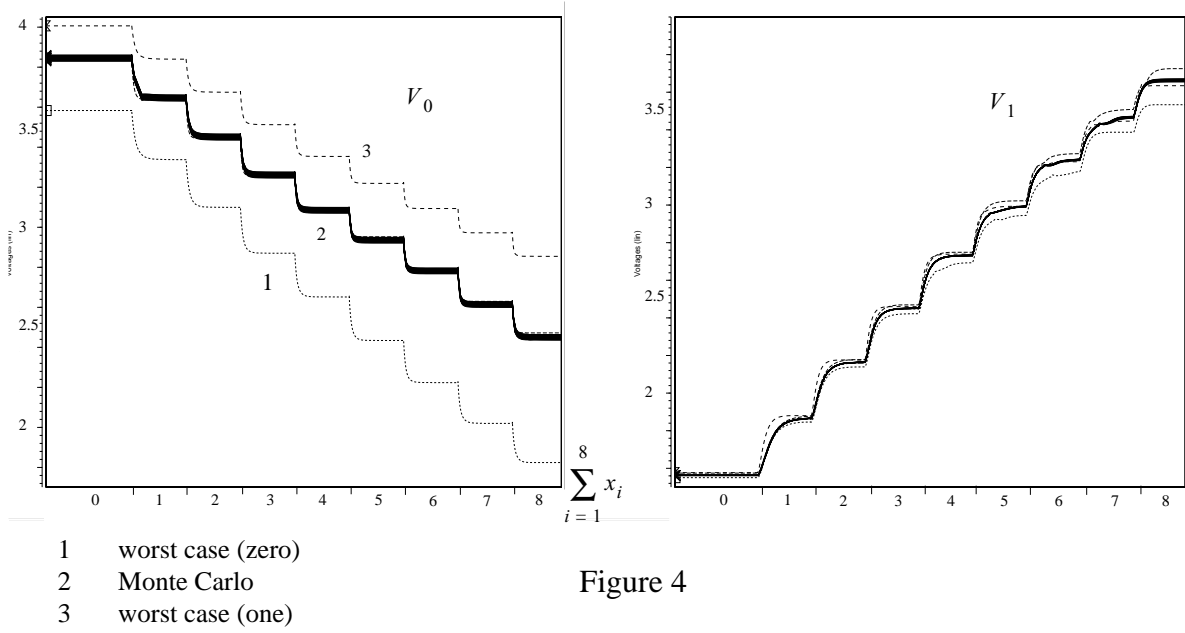 4
3.5
3
2.5
2
V0
3
2
1
0 1 2 3 4 5 6 7 8
8
∑ xi
i = 1
Voltages (lin)
3.5
3
2.5
2
V1
0 1 2 3 4 5 6 7 8
1 worst case (zero)
2 Monte Carlo
3 worst case (one)
Figure 4